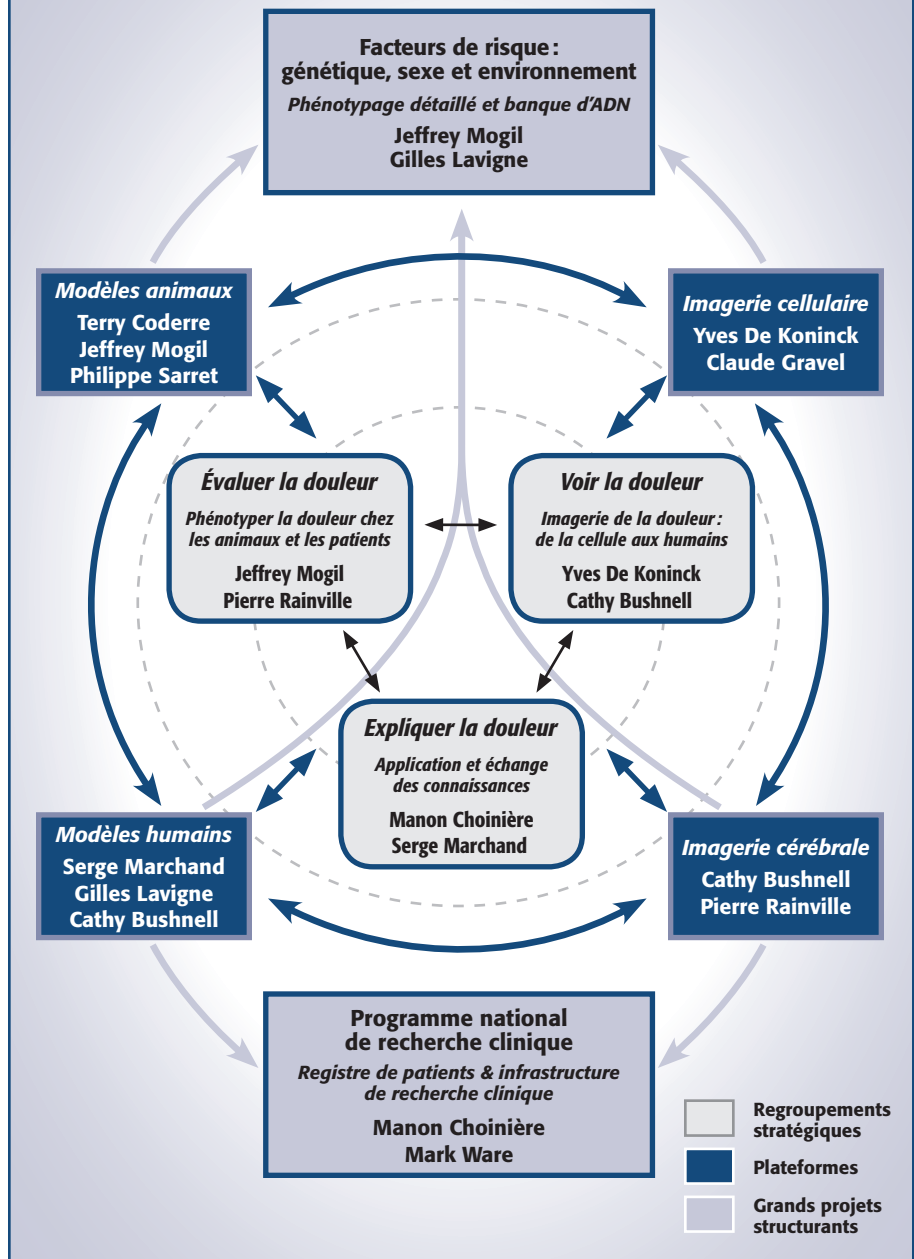 Facteurs de risque :
génétique, sexe et environnement
Phénotypage détaillé et banque d'ADN
Jeffrey Mogil
Gilles Lavigne
Modèles animaux
Terry Coderre
Jeffrey Mogil
Philippe Sarret
Imagerie cellulaire
Yves De Koninck
Claude Gravel
Évaluer la douleur
Phénotyper la douleur chez
les animaux et les patients
Jeffrey Mogil
Pierre Rainville
Voir la douleur
Imagerie de la douleur :
de la cellule aux humains
Yves De Koninck
Cathy Bushnell
Expliquer la douleur
Application et échange
des connaissances
Manon Choinière
Serge Marchand
Modèles humains
Serge Marchand
Gilles Lavigne
Cathy Bushnell
Imagerie cérébrale
Cathy Bushnell
Pierre Rainville
Programme national
de recherche clinique
Registre de patients & infrastructure
de recherche clinique
Manon Choinière
Mark Ware
Regroupements
stratégiques
Plateformes
Grands projets
structurants